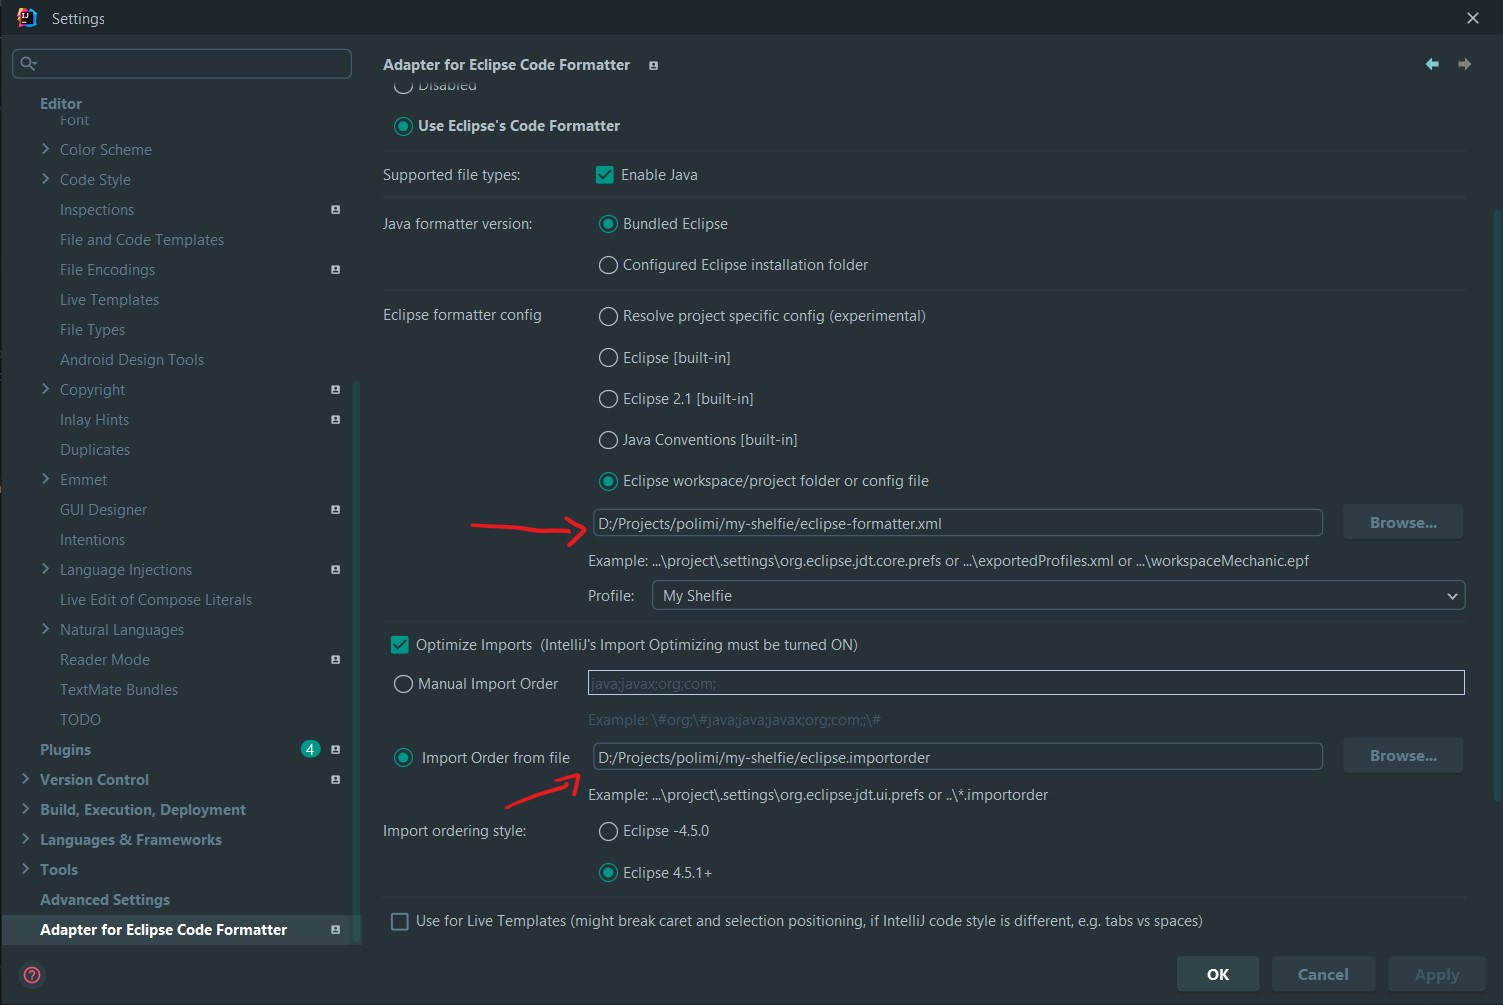 Settings
Adapter for Eclipse Code Formatter
Editor
Font
Color Scheme
Code Style
Inspections
File and Code Templates
File Encodings
Live Templates
File Types
Android Design Tools
Copyright
Inlay Hints
Duplicates
Emmet
GUI Designer
Intentions
Language Injections
Live Edit of Compose Literals
Natural Languages
Reader Mode
TextMate Bundles
TODO
Plugins 4
Version Control
Build, Execution, Deployment
Languages & Frameworks
Tools
Advanced Settings
Adapter for Eclipse Code Formatter
Disabled
Use Eclipse's Code Formatter
Supported file types: Enable Java
Java formatter version: Bundled Eclipse
Configured Eclipse installation folder
Eclipse formatter config Resolve project specific config (experimental)
Eclipse [built-in]
Eclipse 2.1 [built-in]
Java Conventions [built-in]
Eclipse workspace/project folder or config file
D:/Projects/polimi/my-shelfie/eclipse-formatter.xml Browse...
Example: ...\project\.settings\org.eclipse.jdt.core.prefs or ...\exportedProfiles.xml or ...\workspaceMechanic.epf
Profile: My Shelfie
Optimize Imports (IntelliJ's Import Optimizing must be turned ON)
Manual Import Order java;javax;org;com;
Example: \#org;\#java;java;javax;org;com;;\#
Import Order from file D:/Projects/polimi/my-shelfie/eclipse.importorder Browse...
Example: ...\project\.settings\org.eclipse.jdt.ui.prefs or ..\*.importorder
Import ordering style: Eclipse -4.5.0
Eclipse 4.5.1+
Use for Live Templates (might break caret and selection positioning, if IntelliJ code style is different, e.g. tabs vs spaces)
? OK Cancel Apply